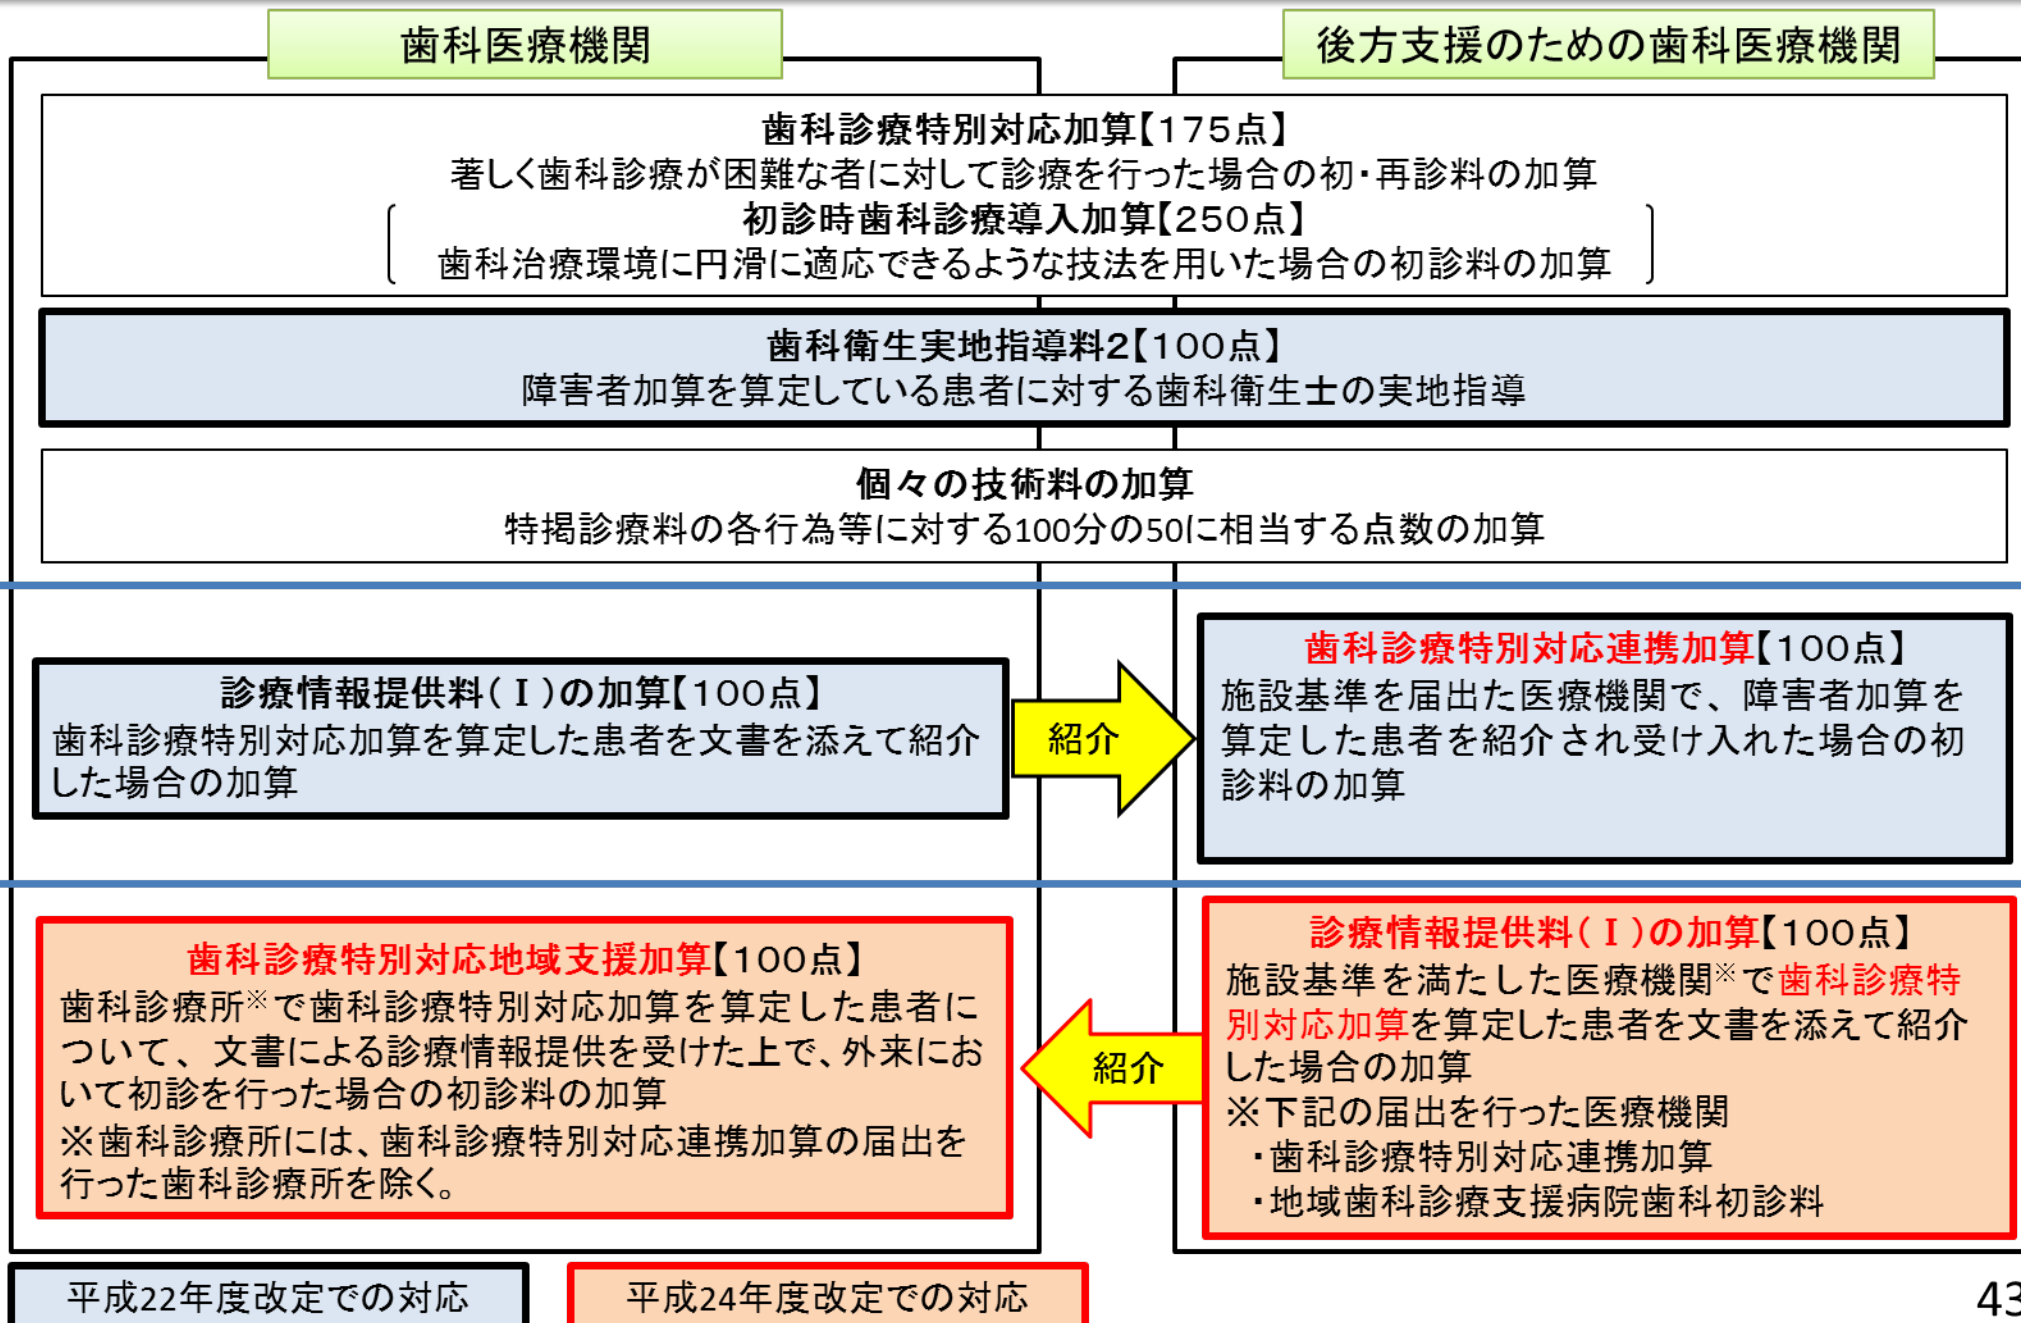 歯科医療機関
後方支援のための歯科医療機関
歯科診療特別対応加算【175点】
著しく歯科診療が困難な者に対して診療を行った場合の初・再診料の加算
初診時歯科診療導入加算【250点】
歯科治療環境に円滑に適応できるような技法を用いた場合の初診料の加算
歯科衛生実地指導料2【100点】
障害者加算を算定している患者に対する歯科衛生士の実地指導
個々の技術料の加算
特掲診療料の各行為等に対する100分の50に相当する点数の加算
診療情報提供料(Ⅰ)の加算【100点】
歯科診療特別対応加算を算定した患者を文書を添えて紹介
した場合の加算
紹介
歯科診療特別対応連携加算【100点】
施設基準を届出た医療機関で、障害者加算を
算定した患者を紹介され受け入れた場合の初
診料の加算
歯科診療特別対応地域支援加算【100点】
歯科診療所※で歯科診療特別対応加算を算定した患者に
ついて、文書による診療情報提供を受けた上で、外来にお
いて初診を行った場合の初診料の加算
※歯科診療所には、歯科診療特別対応連携加算の届出を
行った歯科診療所を除く。
紹介
診療情報提供料(Ⅰ)の加算【100点】
施設基準を満たした医療機関※で歯科診療特
別対応加算を算定した患者を文書を添えて紹介
した場合の加算
※下記の届出を行った医療機関
・歯科診療特別対応連携加算
・地域歯科診療支援病院歯科初診料
平成22年度改定での対応
平成24年度改定での対応
43